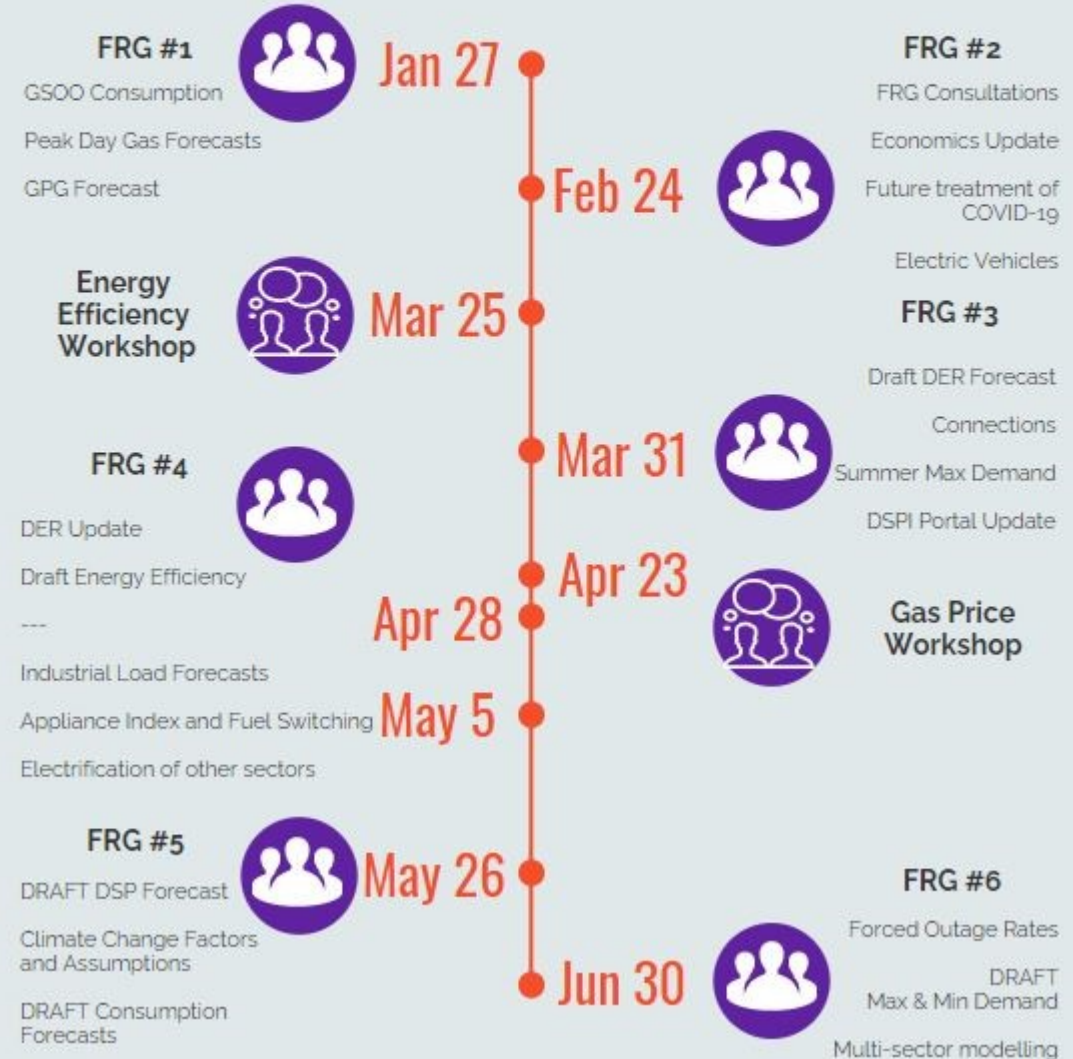 FRG #1
Jan 27
GSOO Consumption
Peak Day Gas Forecasts
GPG Forecast
FRG #2
Feb 24
FRG Consultations
Economics Update
Future treatment of
COVID-19
Electric Vehicles
Energy
Efficiency
Workshop
Mar 25
FRG #3
Mar 31
Draft DER Forecast
Connections
Summer Max Demand
DSPI Portal Update
Apr 23
Gas Price
Workshop
FRG #4
Apr 28
DER Update
Draft Energy Efficiency
---
May 5
Industrial Load Forecasts
Appliance Index and Fuel Switching
Electrification of other sectors
FRG #5
May 26
DRAFT DSP Forecast
Climate Change Factors
and Assumptions
DRAFT Consumption
Forecasts
FRG #6
Jun 30
Forced Outage Rates
DRAFT
Max & Min Demand
Multi-sector modelling